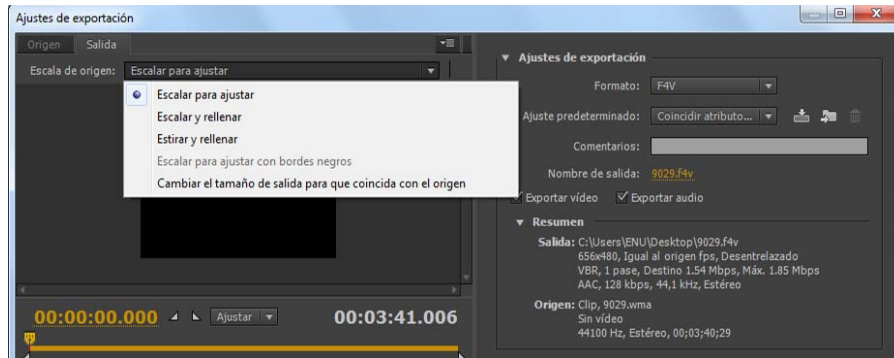 Ajustes de exportación
Origen Salida
Escala de origen: Escalar para ajustar
Escalar para ajustar
Escalar y rellenar
Estirar y rellenar
Escalar para ajustar con bordes negros
Cambiar el tamaño de salida para que coincida con el origen
00:00:00.000 Ajustar 00:03:41.006
Ajustes de exportación
Formato: F4V
Ajuste predeterminado: Coincidir atributo...
Comentarios:
Nombre de salida: 9029.f4v
Exportar vídeo Exportar audio
Resumen
Salida: C:\Users\ENU\Desktop\9029.f4v
656x480, Igual al origen fps, Desentrelazado
VBR, 1 pase, Destino 1.54 Mbps, Máx. 1.85 Mbps
AAC, 128 kbps, 44,1 kHz, Estéreo
Origen: Clip, 9029.wma
Sin vídeo
44100 Hz, Estéreo, 00;03;40;29